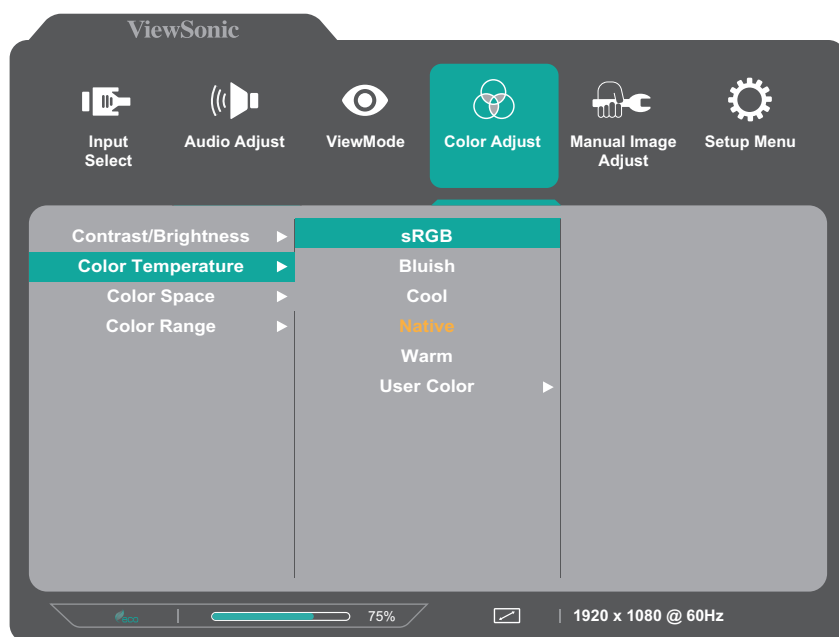 ViewSonic
Input Select
Audio Adjust
ViewMode
Color Adjust
Manual Image Adjust
Setup Menu
Contrast/Brightness
Color Temperature
Color Space
Color Range
sRGB
Bluish
Cool
Native
Warm
User Color
eco
75%
1920 x 1080 @ 60Hz